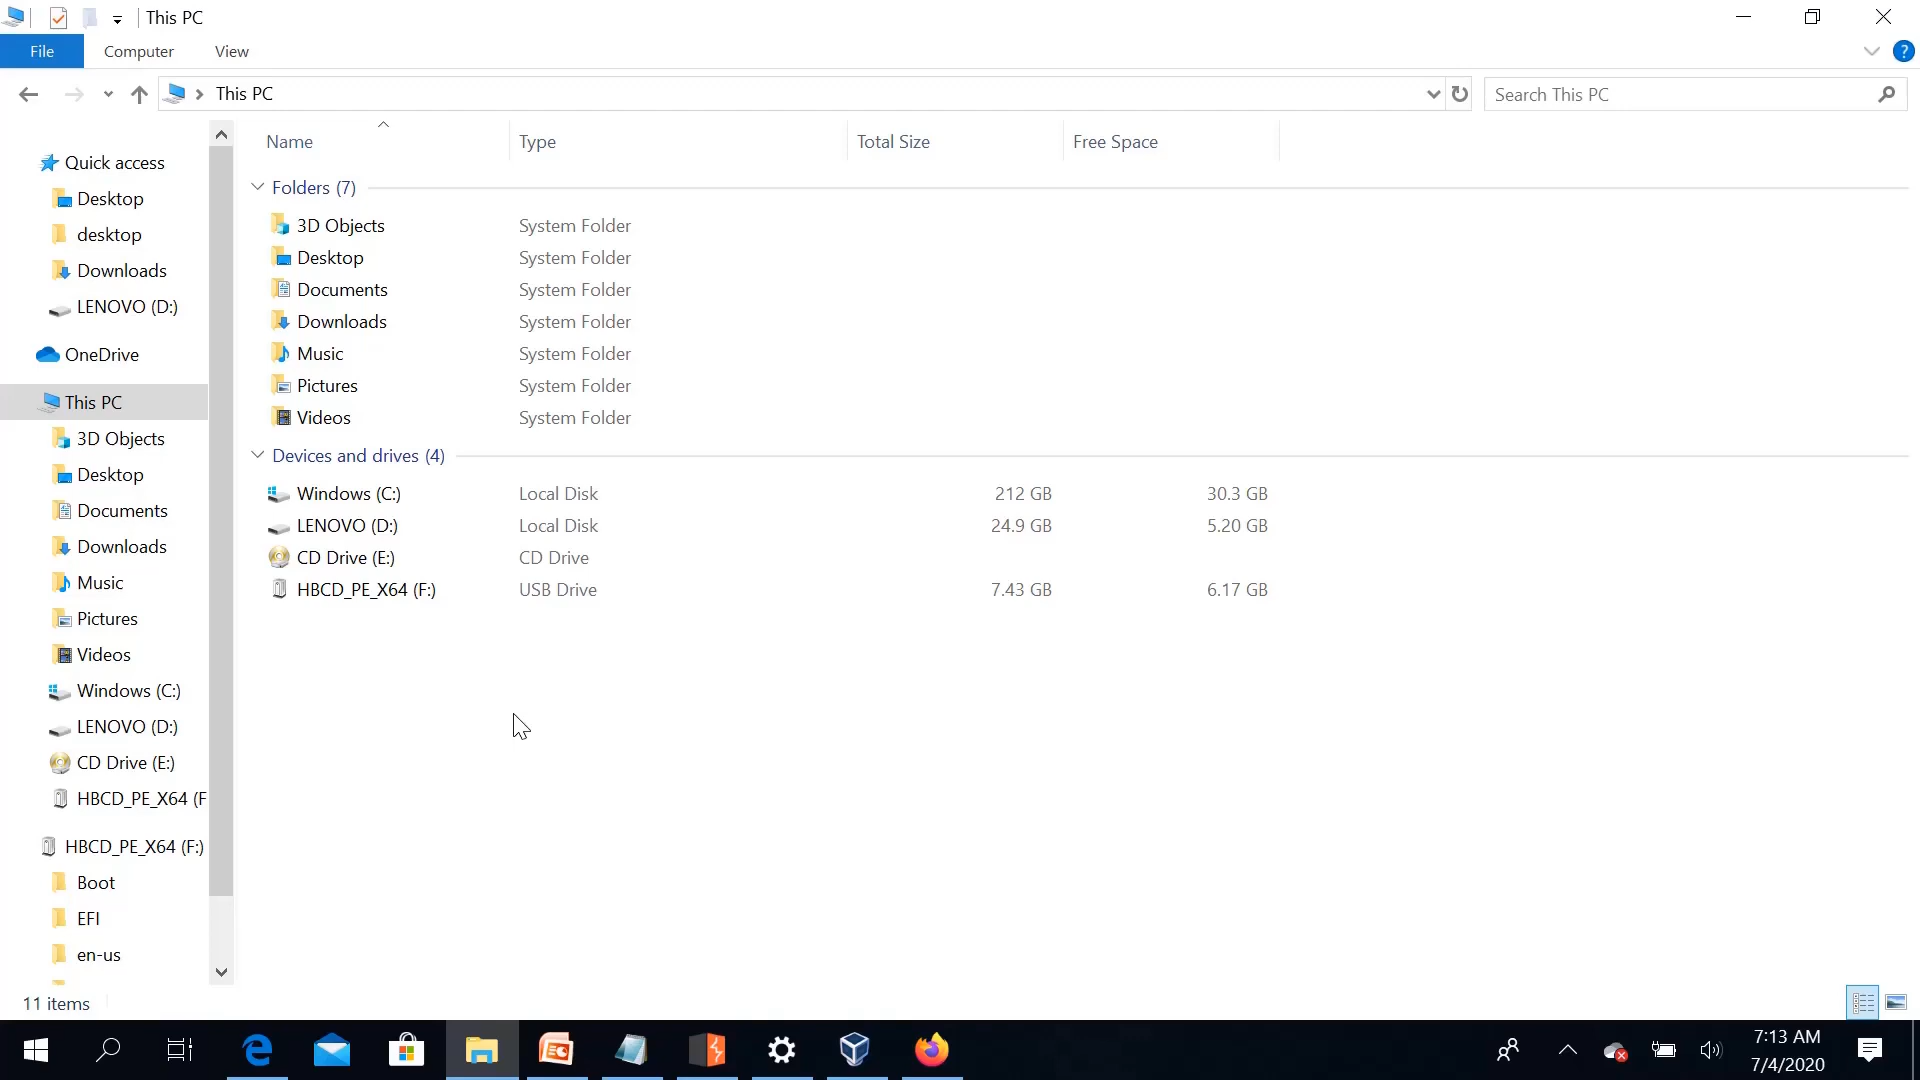 This PC
File Computer View
?
This PC
Search This PC
Name Type Total Size Free Space
Quick access
Desktop
desktop
Downloads
LENOVO (D:)
OneDrive
This PC
3D Objects
Desktop
Documents
Downloads
Music
Pictures
Videos
Windows (C:)
LENOVO (D:)
CD Drive (E:)
HBCD_PE_X64 (F
HBCD_PE_X64 (F:)
Boot
EFI
en-us
Folders (7)
3D Objects System Folder
Desktop System Folder
Documents System Folder
Downloads System Folder
Music System Folder
Pictures System Folder
Videos System Folder
Devices and drives (4)
Windows (C:) Local Disk 212 GB 30.3 GB
LENOVO (D:) Local Disk 24.9 GB 5.20 GB
CD Drive (E:) CD Drive
HBCD_PE_X64 (F:) USB Drive 7.43 GB 6.17 GB
11 items
7:13 AM
7/4/2020